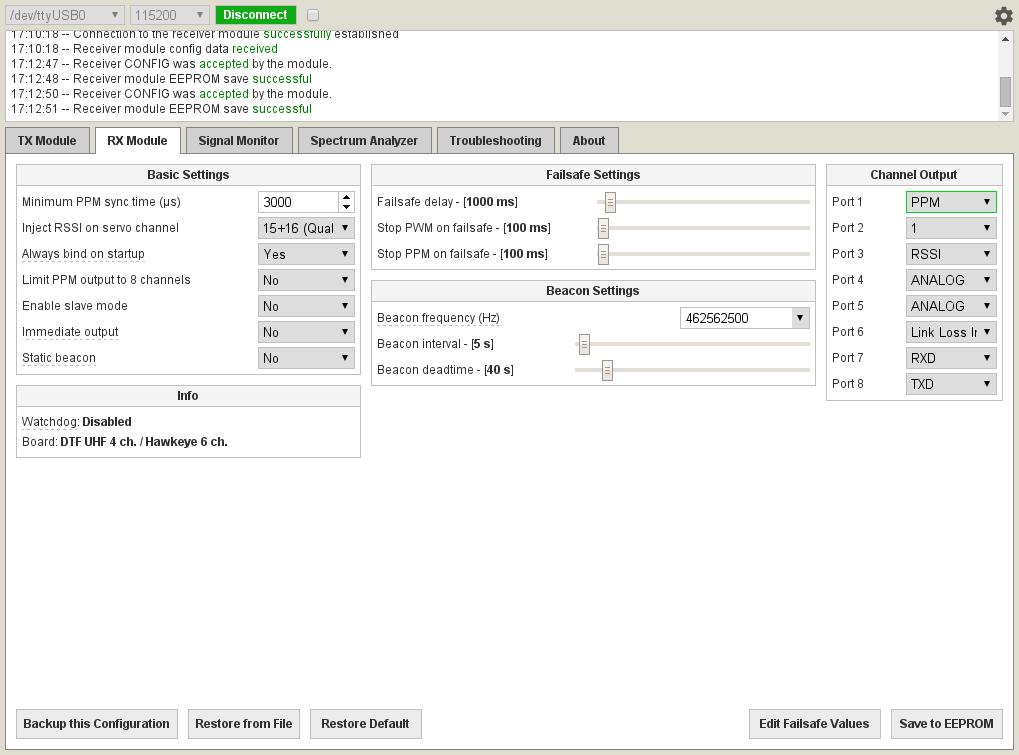 /dev/ttyUSB0 115200 Disconnect
17:10:18 -- Connection to the receiver module successfully established
17:10:18 -- Receiver module config data received
17:12:47 -- Receiver CONFIG was accepted by the module.
17:12:48 -- Receiver module EEPROM save successful
17:12:50 -- Receiver CONFIG was accepted by the module.
17:12:51 -- Receiver module EEPROM save successful
TX Module RX Module Signal Monitor Spectrum Analyzer Troubleshooting About
Basic Settings
Minimum PPM sync time (µs) 3000
Inject RSSI on servo channel 15+16 (Qual
Always bind on startup Yes
Limit PPM output to 8 channels No
Enable slave mode No
Immediate output No
Static beacon No
Info
Watchdog: Disabled
Board: DTF UHF 4 ch. / Hawkeye 6 ch.
Failsafe Settings
Failsafe delay - [1000 ms]
Stop PWM on failsafe - [100 ms]
Stop PPM on failsafe - [100 ms]
Beacon Settings
Beacon frequency (Hz) 462562500
Beacon interval - [5 s]
Beacon deadtime - [40 s]
Channel Output
Port 1 PPM
Port 2 1
Port 3 RSSI
Port 4 ANALOG
Port 5 ANALOG
Port 6 Link Loss Ir
Port 7 RXD
Port 8 TXD
Backup this Configuration Restore from File Restore Default Edit Failsafe Values Save to EEPROM